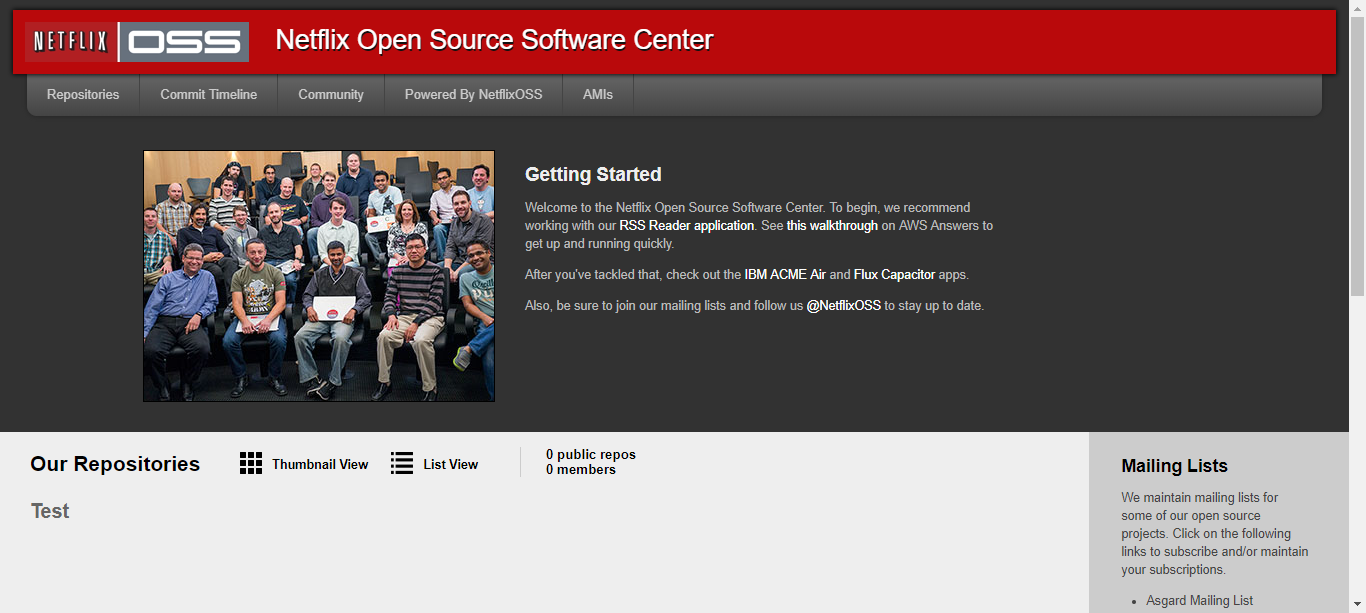 NETFLIX OSS Netflix Open Source Software Center
Repositories Commit Timeline Community Powered By NetflixOSS AMIs
Getting Started
Welcome to the Netflix Open Source Software Center. To begin, we recommend
working with our RSS Reader application. See this walkthrough on AWS Answers to
get up and running quickly.
After you've tackled that, check out the IBM ACME Air and Flux Capacitor apps.
Also, be sure to join our mailing lists and follow us @NetflixOSS to stay up to date.
Our Repositories Thumbnail View List View
0 public repos
0 members
Test
Mailing Lists
We maintain mailing lists for
some of our open source
projects. Click on the following
links to subscribe and/or maintain
your subscriptions.
• Asgard Mailing List